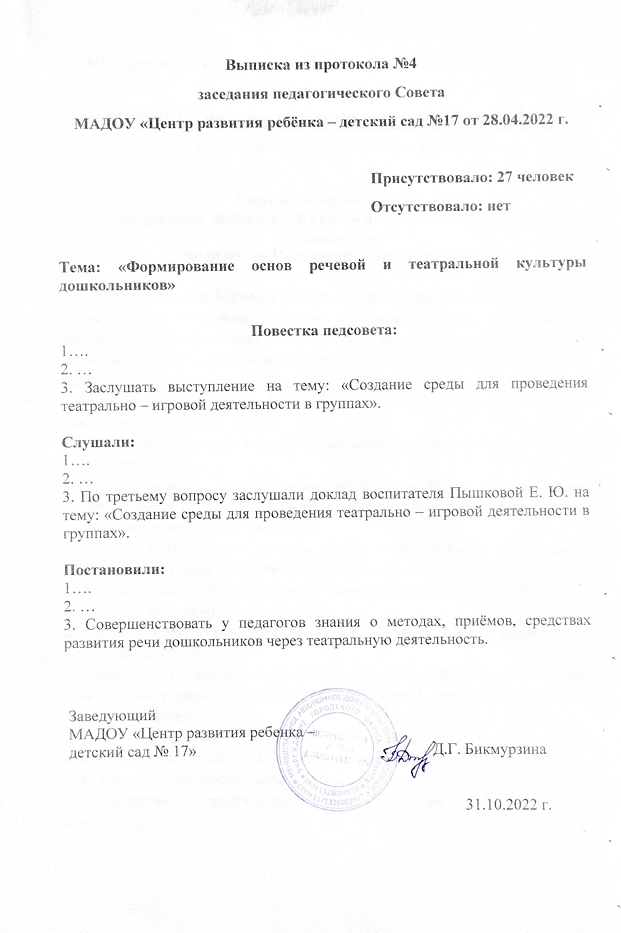 Выписка из протокола №4
заседания педагогического Совета
МАДОУ «Центр развития ребёнка – детский сад №17 от 28.04.2022 г.
Присутствовало: 27 человек
Отсутствовало: нет
Тема: «Формирование основ речевой и театральной культуры
дошкольников»
Повестка педсовета:
1….
2. …
3. Заслушать выступление на тему: «Создание среды для проведения
театрально – игровой деятельности в группах».
Слушали:
1….
2. …
3. По третьему вопросу заслушали доклад воспитателя Пышковой Е. Ю. на
тему: «Создание среды для проведения театрально – игровой деятельности в
группах».
Постановили:
1….
2. …
3. Совершенствовать у педагогов знания о методах, приёмов, средствах
развития речи дошкольников через театральную деятельность.
Заведующий
МАДОУ «Центр развития ребенка –
детский сад № 17»
Д.Г. Бикмурзина
31.10.2022 г.